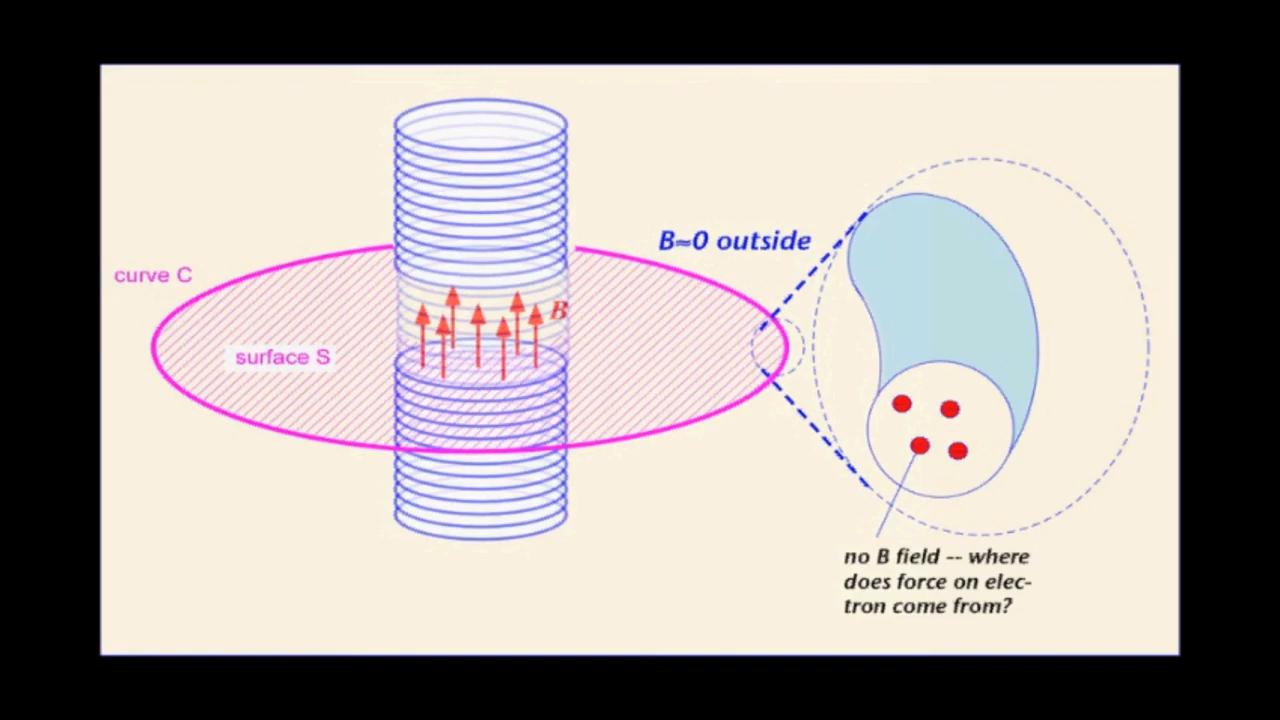 B≈0 outside
curve C
B
surface S
no B field -- where
does force on elec-
tron come from?